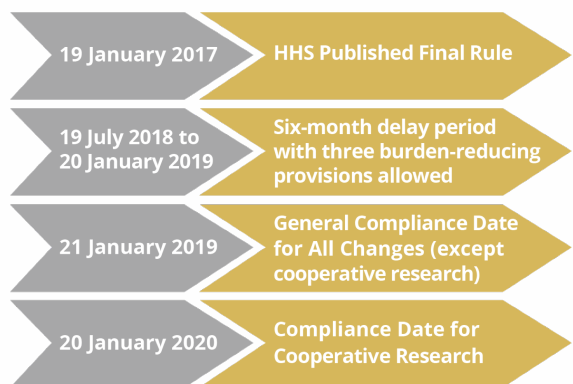 19 January 2017
HHS Published Final Rule
19 July 2018 to
20 January 2019
Six-month delay period
with three burden-reducing
provisions allowed
21 January 2019
General Compliance Date
for All Changes (except
cooperative research)
20 January 2020
Compliance Date for
Cooperative Research